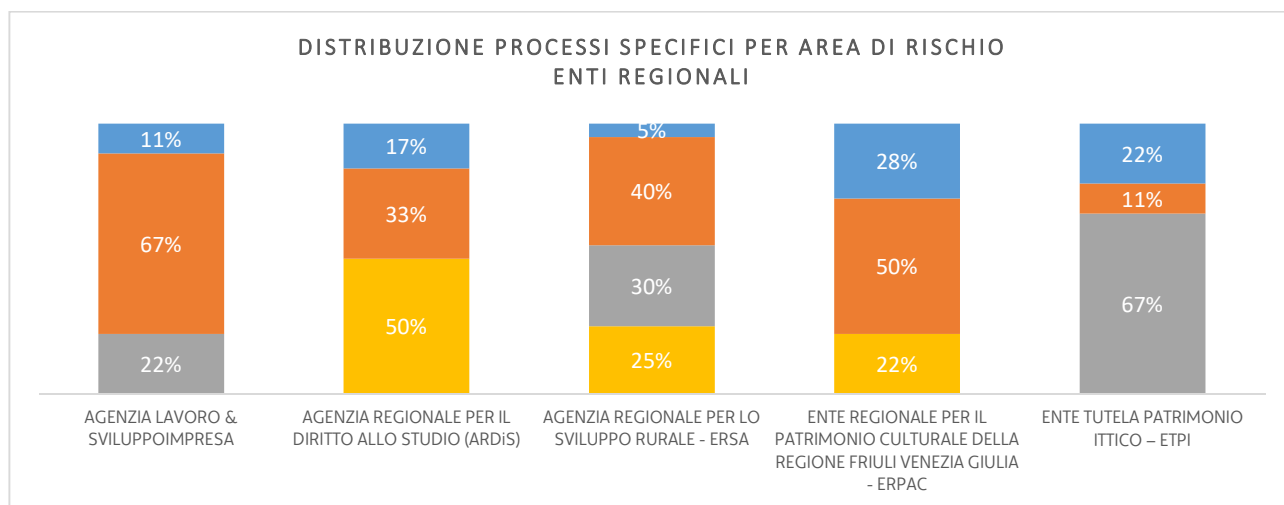 DISTRIBUZIONE PROCESSI SPECIFICI PER AREA DI RISCHIO
ENTI REGIONALI
11%
67%
22%
17%
33%
50%
5%
40%
30%
25%
28%
50%
22%
22%
11%
67%
AGENZIA LAVORO &
SVILUPPOIMPRESA
AGENZIA REGIONALE PER IL
DIRITTO ALLO STUDIO (ARDiS)
AGENZIA REGIONALE PER LO
SVILUPPO RURALE - ERSA
ENTE REGIONALE PER IL
PATRIMONIO CULTURALE DELLA
REGIONE FRIULI VENEZIA GIULIA
- ERPAC
ENTE TUTELA PATRIMONIO
ITTICO – ETPI